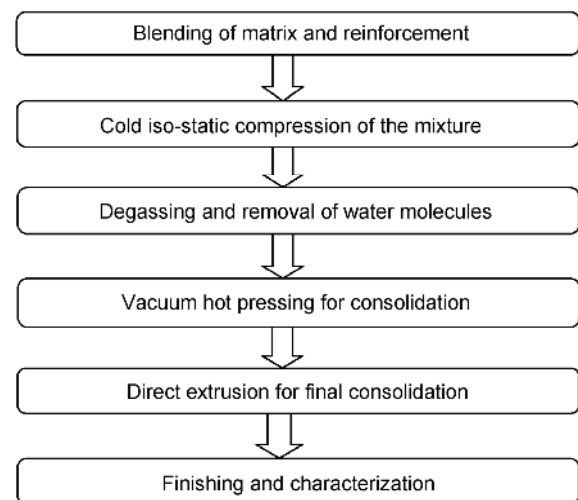 Blending of matrix and reinforcement
Cold iso-static compression of the mixture
Degassing and removal of water molecules
Vacuum hot pressing for consolidation
Direct extrusion for final consolidation
Finishing and characterization